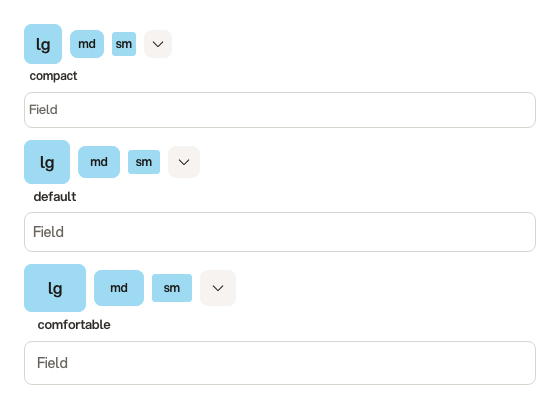 lg md sm
compact
Field
lg md sm
default
Field
lg md sm
comfortable
Field